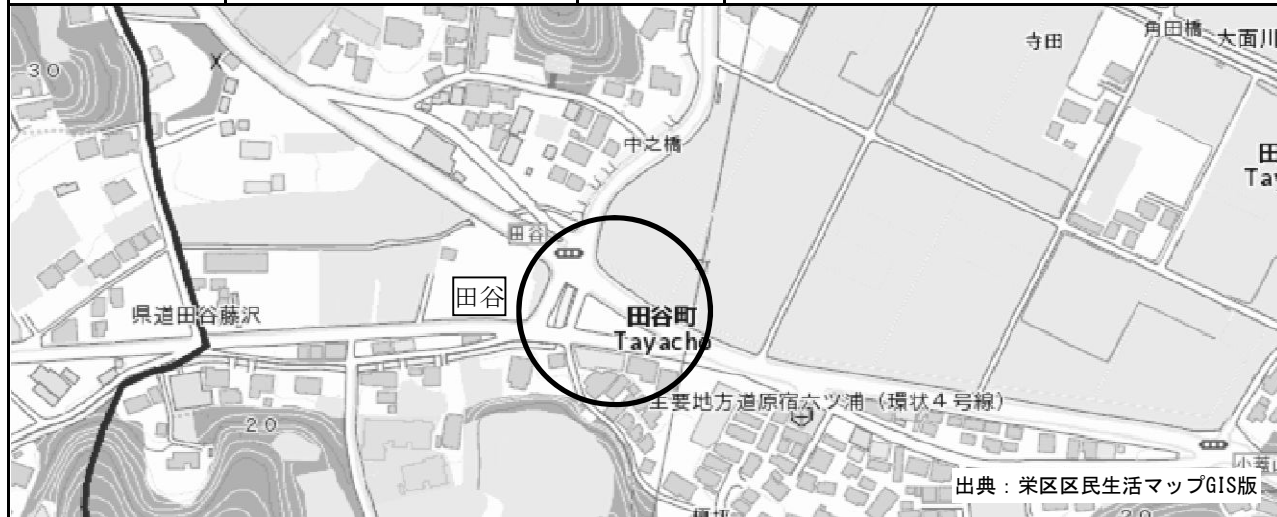 30
寺田
角田橋
大面川
中之橋
田
Tay
田谷
田谷
県道田谷藤沢
田谷町
Tayacho
主要地方道原宿六ツ浦（環状4号線）
20
出典：栄区区民生活マップGIS版
20